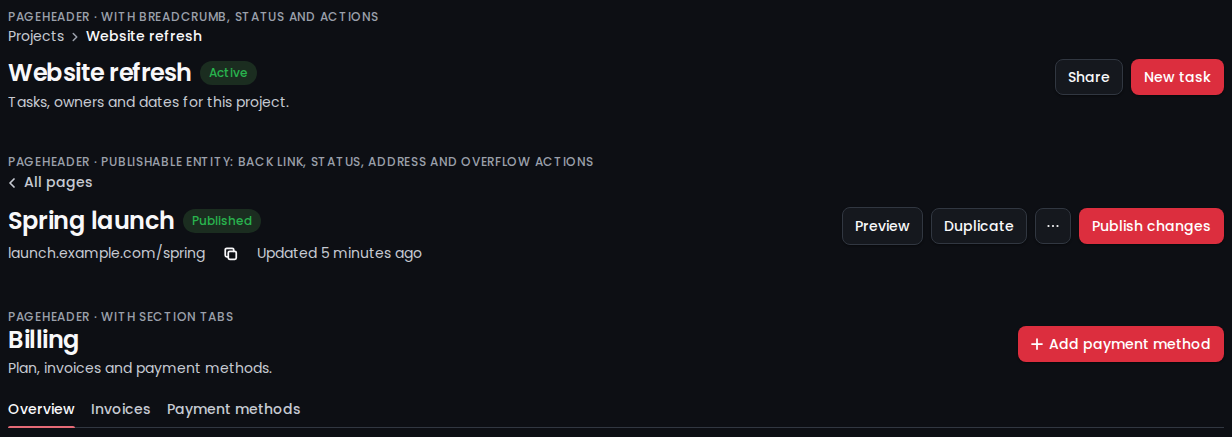 PAGEHEADER · WITH BREADCRUMB, STATUS AND ACTIONS
Projects > Website refresh
Website refresh Active
Share New task
Tasks, owners and dates for this project.
PAGEHEADER · PUBLISHABLE ENTITY: BACK LINK, STATUS, ADDRESS AND OVERFLOW ACTIONS
< All pages
Spring launch Published
Preview Duplicate ··· Publish changes
launch.example.com/spring Updated 5 minutes ago
PAGEHEADER · WITH SECTION TABS
Billing
+ Add payment method
Plan, invoices and payment methods.
Overview Invoices Payment methods